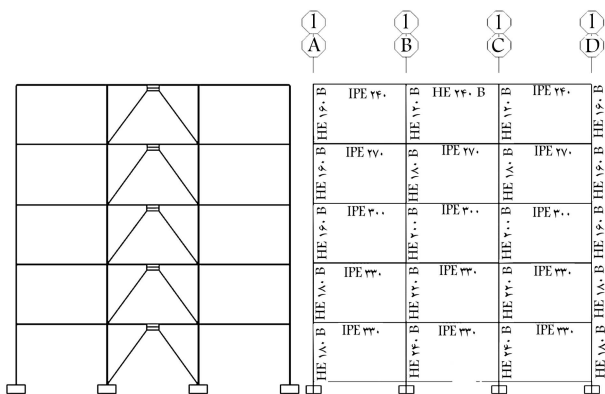 1 1 1 1
A B C D
IPE ۲۴۰ HE ۲۴۰ B IPE ۲۴۰
HE ۱۶۰ B HE ۱۲۰ B HE ۱۲۰ B HE ۱۶۰ B
IPE ۲۷۰ IPE ۲۷۰ IPE ۲۷۰
HE ۱۶۰ B HE ۱۸۰ B HE ۱۸۰ B HE ۱۶۰ B
IPE ۳۰۰ IPE ۳۰۰ IPE ۳۰۰
HE ۱۶۰ B HE ۲۰۰ B HE ۲۰۰ B HE ۱۶۰ B
IPE ۳۳۰ IPE ۳۳۰ IPE ۳۳۰
HE ۱۸۰ B HE ۲۲۰ B HE ۲۲۰ B HE ۱۸۰ B
IPE ۳۳۰ IPE ۳۳۰ IPE ۳۳۰
HE ۱۸۰ B HE ۲۴۰ B HE ۲۴۰ B HE ۱۸۰ B